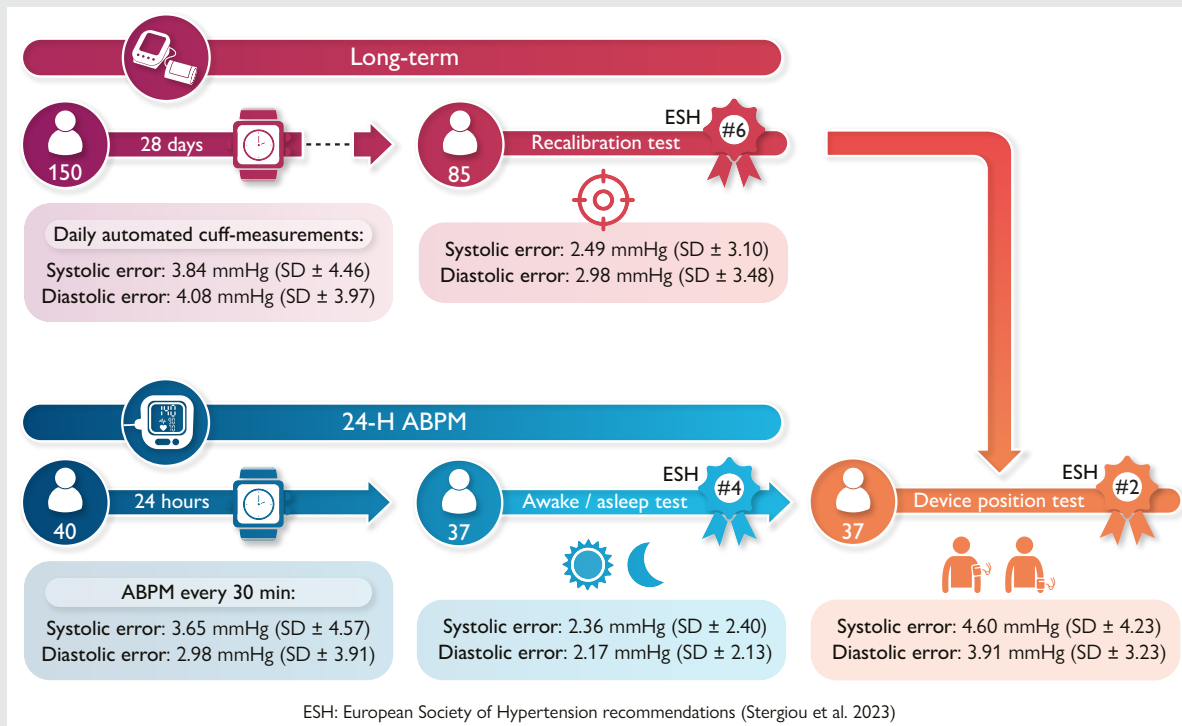 Long-term
150
28 days
85
Recalibration test
ESH
#6
Daily automated cuff-measurements:
Systolic error: 3.84 mmHg (SD ± 4.46)
Diastolic error: 4.08 mmHg (SD ± 3.97)
Systolic error: 2.49 mmHg (SD ± 3.10)
Diastolic error: 2.98 mmHg (SD ± 3.48)
24-H ABPM
40
24 hours
37
Awake / asleep test
ESH
#4
37
Device position test
ESH
#2
ABPM every 30 min:
Systolic error: 3.65 mmHg (SD ± 4.57)
Diastolic error: 2.98 mmHg (SD ± 3.91)
Systolic error: 2.36 mmHg (SD ± 2.40)
Diastolic error: 2.17 mmHg (SD ± 2.13)
Systolic error: 4.60 mmHg (SD ± 4.23)
Diastolic error: 3.91 mmHg (SD ± 3.23)
ESH: European Society of Hypertension recommendations (Stergiou et al. 2023)